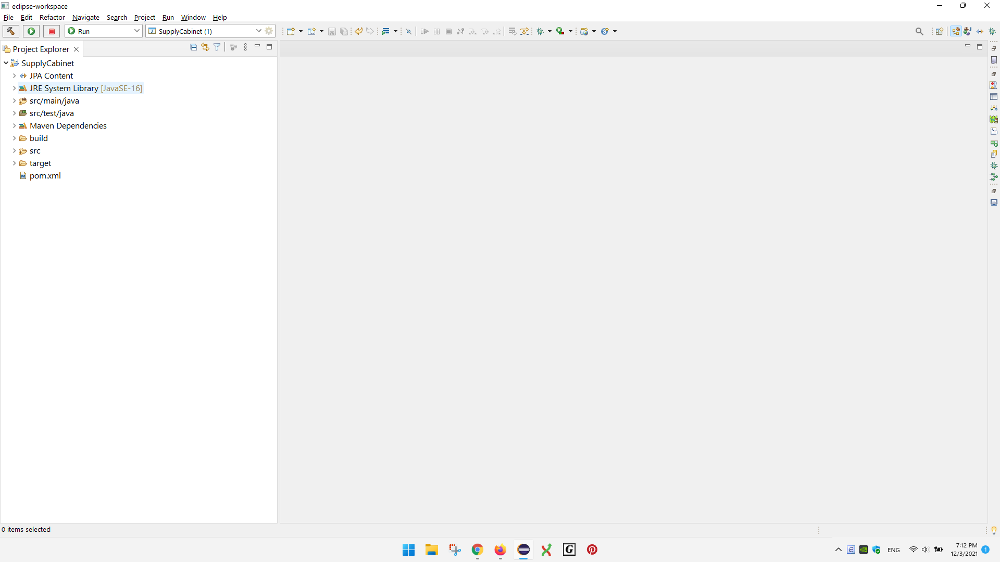 eclipse-workspace
File Edit Refactor Navigate Search Project Run Window Help
Run SupplyCabinet (1)
Project Explorer
SupplyCabinet
JPA Content
JRE System Library [JavaSE-16]
src/main/java
src/test/java
Maven Dependencies
build
src
target
pom.xml
0 items selected
G
ENG
7:12 PM
12/3/2021
1